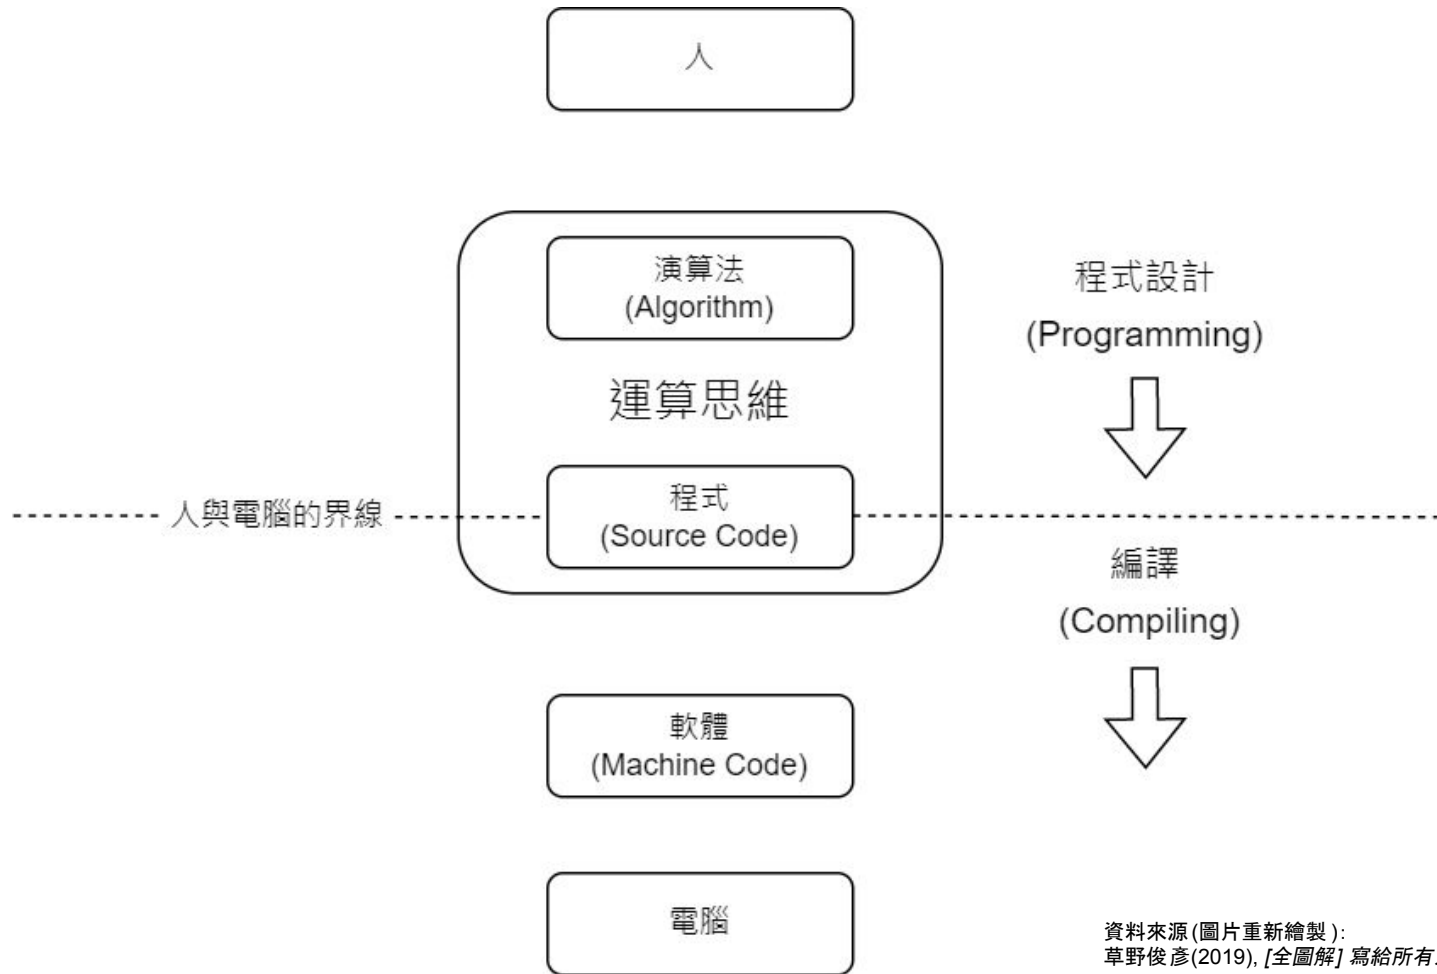 人
演算法
(Algorithm)
程式設計
(Programming)
運算思維
人與電腦的界線
程式
(Source Code)
編譯
(Compiling)
軟體
(Machine Code)
電腦
資料來源(圖片重新繪製):
草野俊彥(2019), [全圖解] 寫給所有